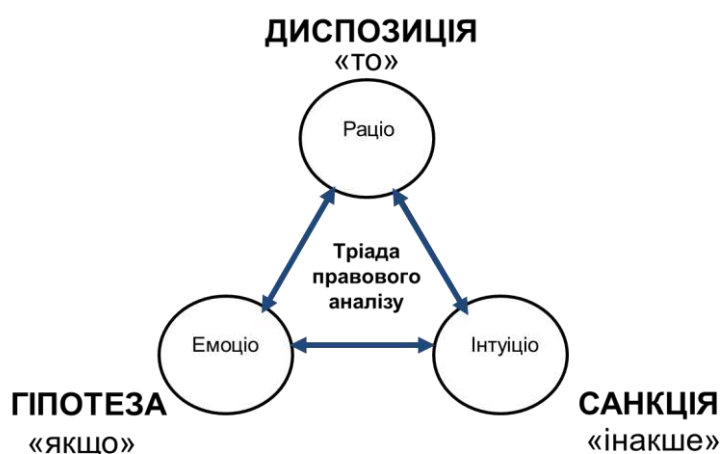 ДИСПОЗИЦІЯ
«то»
Раціо
Тріада
правового
аналізу
Емоціо
Інтуіціо
ГІПОТЕЗА
«якщо»
САНКЦІЯ
«інакше»